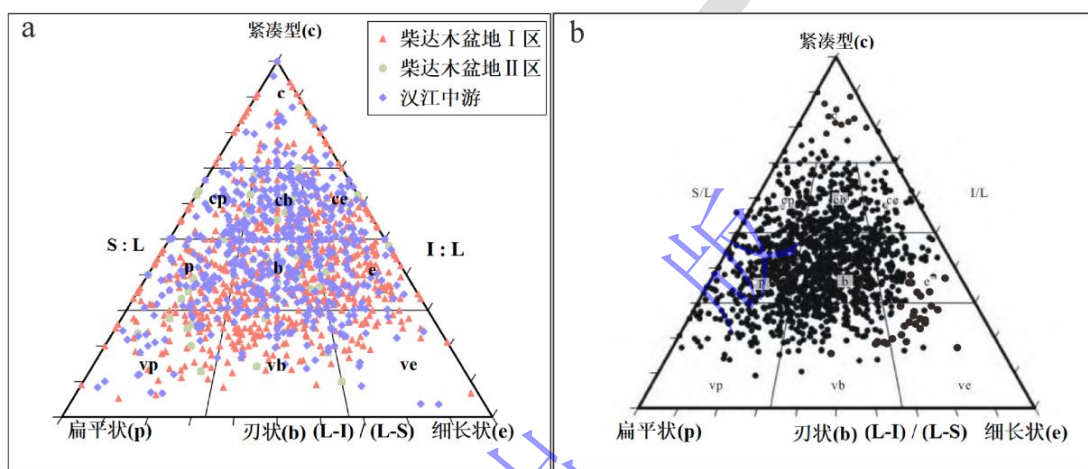 a
紧凑型(c)
柴达木盆地Ⅰ区
柴达木盆地Ⅱ区
汉江中游
c
cp
cb
ce
S : L
I : L
p
b
e
vp
vb
ve
扁平状(p)
刃状(b) (L-I) / (L-S)
细长状(e)
b
紧凑型(c)
S/L
I/L
cp
cb
ce
b
e
vp
vb
ve
扁平状(p)
刃状(b) (L-I) / (L-S)
细长状(e)